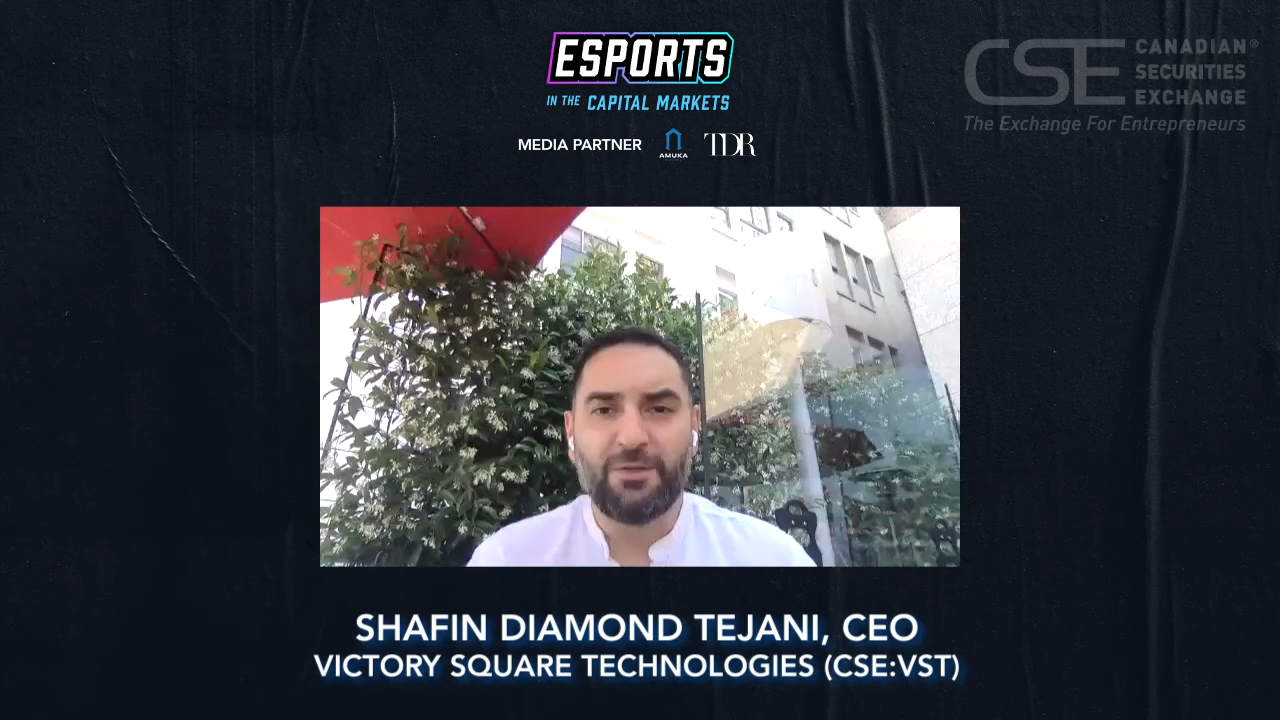 ESPORTS
IN THE CAPITAL MARKETS
MEDIA PARTNER
AMUKA
TDR
CSE
CANADIAN®
SECURITIES
EXCHANGE
The Exchange For Entrepreneurs
SHAFIN DIAMOND TEJANI, CEO
VICTORY SQUARE TECHNOLOGIES (CSE:VST)